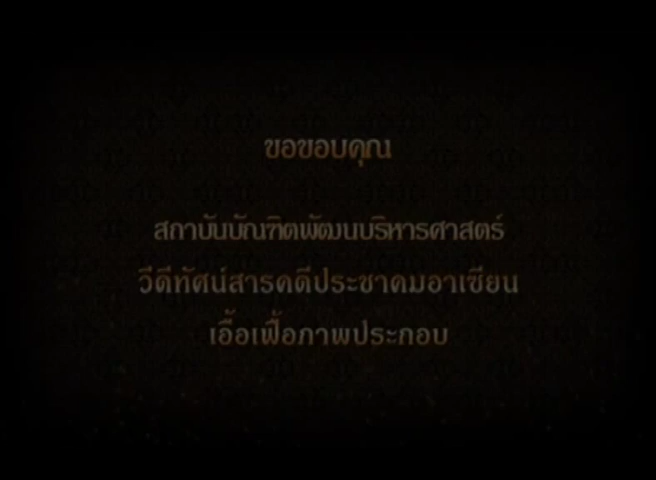 ขอขอบคุณ
สถาบันบัณฑิตพัฒนบริหารศาสตร์
วีดีทัศน์สารคดีประชาคมอาเซียน
เอื้อเฟื้อภาพประกอบ